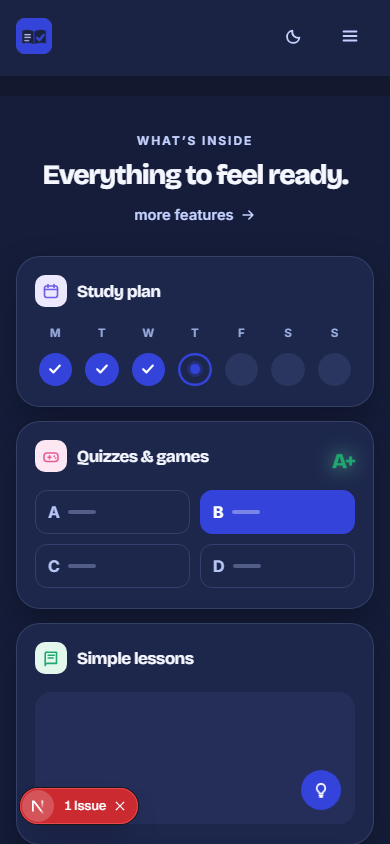 WHAT'S INSIDE
Everything to feel ready.
more features →
Study plan
M T W T F S S
Quizzes & games
A+
A B
C D
Simple lessons
N 1 Issue ×